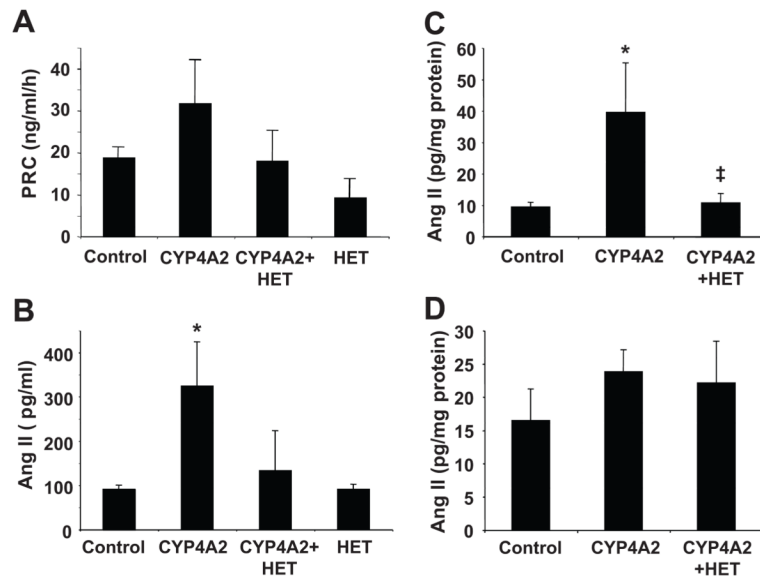 A
PRC (ng/ml/h)
40
30
20
10
0
Control
CYP4A2
CYP4A2+
HET
HET
B
*
Ang II ( pg/ml)
400
300
200
100
0
Control
CYP4A2
CYP4A2+
HET
HET
C
*
‡
Ang II (pg/mg protein)
60
50
40
30
20
10
0
Control
CYP4A2
CYP4A2
+HET
D
Ang II (pg/mg protein)
30
25
20
15
10
5
0
Control
CYP4A2
CYP4A2
+HET